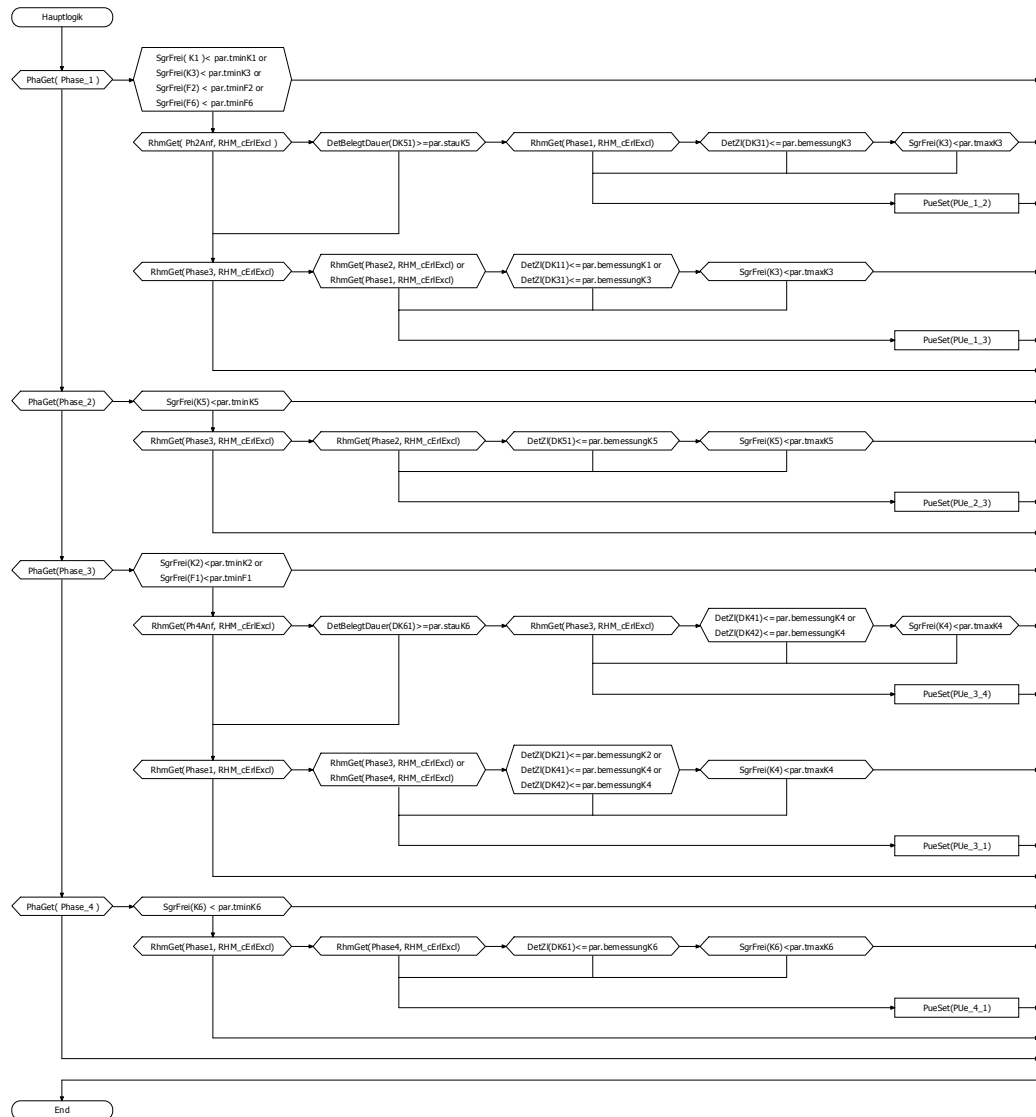 Hauptlogik
PhaGet( Phase_1 )
SgrFrei( K1 )< par.tminK1 or
SgrFrei(K3)< par.tminK3 or
SgrFrei(F2) < par.tminF2 or
SgrFrei(F6) < par.tminF6
RhmGet( Ph2Anf, RHM_cErlExcl )
DetBelegtDauer(DK51)>=par.stauK5
RhmGet(Phase1, RHM_cErlExcl)
DetZl(DK31)<=par.bemessungK3
SgrFrei(K3)<par.tmaxK3
PueSet(PUe_1_2)
RhmGet(Phase3, RHM_cErlExcl)
RhmGet(Phase2, RHM_cErlExcl) or
RhmGet(Phase1, RHM_cErlExcl)
DetZl(DK11)<=par.bemessungK1 or
DetZl(DK31)<=par.bemessungK3
SgrFrei(K3)<par.tmaxK3
PueSet(PUe_1_3)
PhaGet(Phase_2)
SgrFrei(K5)<par.tminK5
RhmGet(Phase3, RHM_cErlExcl)
RhmGet(Phase2, RHM_cErlExcl)
DetZl(DK51)<=par.bemessungK5
SgrFrei(K5)<par.tmaxK5
PueSet(PUe_2_3)
PhaGet(Phase_3)
SgrFrei(K2)<par.tminK2 or
SgrFrei(F1)<par.tminF1
RhmGet(Ph4Anf, RHM_cErlExcl)
DetBelegtDauer(DK61)>=par.stauK6
RhmGet(Phase3, RHM_cErlExcl)
DetZl(DK41)<=par.bemessungK4 or
DetZl(DK42)<=par.bemessungK4
SgrFrei(K4)<par.tmaxK4
PueSet(PUe_3_4)
RhmGet(Phase1, RHM_cErlExcl)
RhmGet(Phase3, RHM_cErlExcl) or
RhmGet(Phase4, RHM_cErlExcl)
DetZl(DK21)<=par.bemessungK2 or
DetZl(DK41)<=par.bemessungK4 or
DetZl(DK42)<=par.bemessungK4
SgrFrei(K4)<par.tmaxK4
PueSet(PUe_3_1)
PhaGet( Phase_4 )
SgrFrei(K6) < par.tminK6
RhmGet(Phase1, RHM_cErlExcl)
RhmGet(Phase4, RHM_cErlExcl)
DetZl(DK61)<=par.bemessungK6
SgrFrei(K6)<par.tmaxK6
PueSet(PUe_4_1)
End